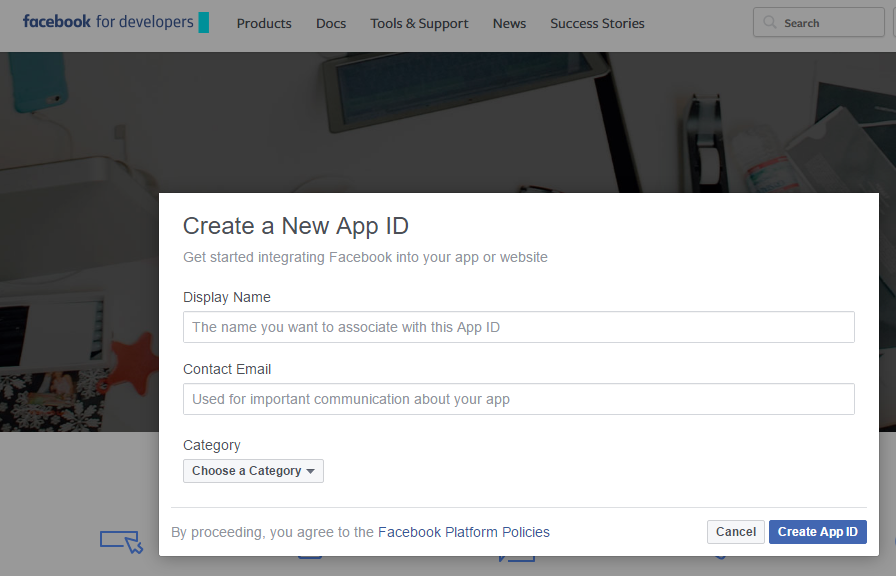 facebook for developers Products Docs Tools & Support News Success Stories Search
Create a New App ID
Get started integrating Facebook into your app or website
Display Name
The name you want to associate with this App ID
Contact Email
Used for important communication about your app
Category
Choose a Category
By proceeding, you agree to the Facebook Platform Policies Cancel Create App ID